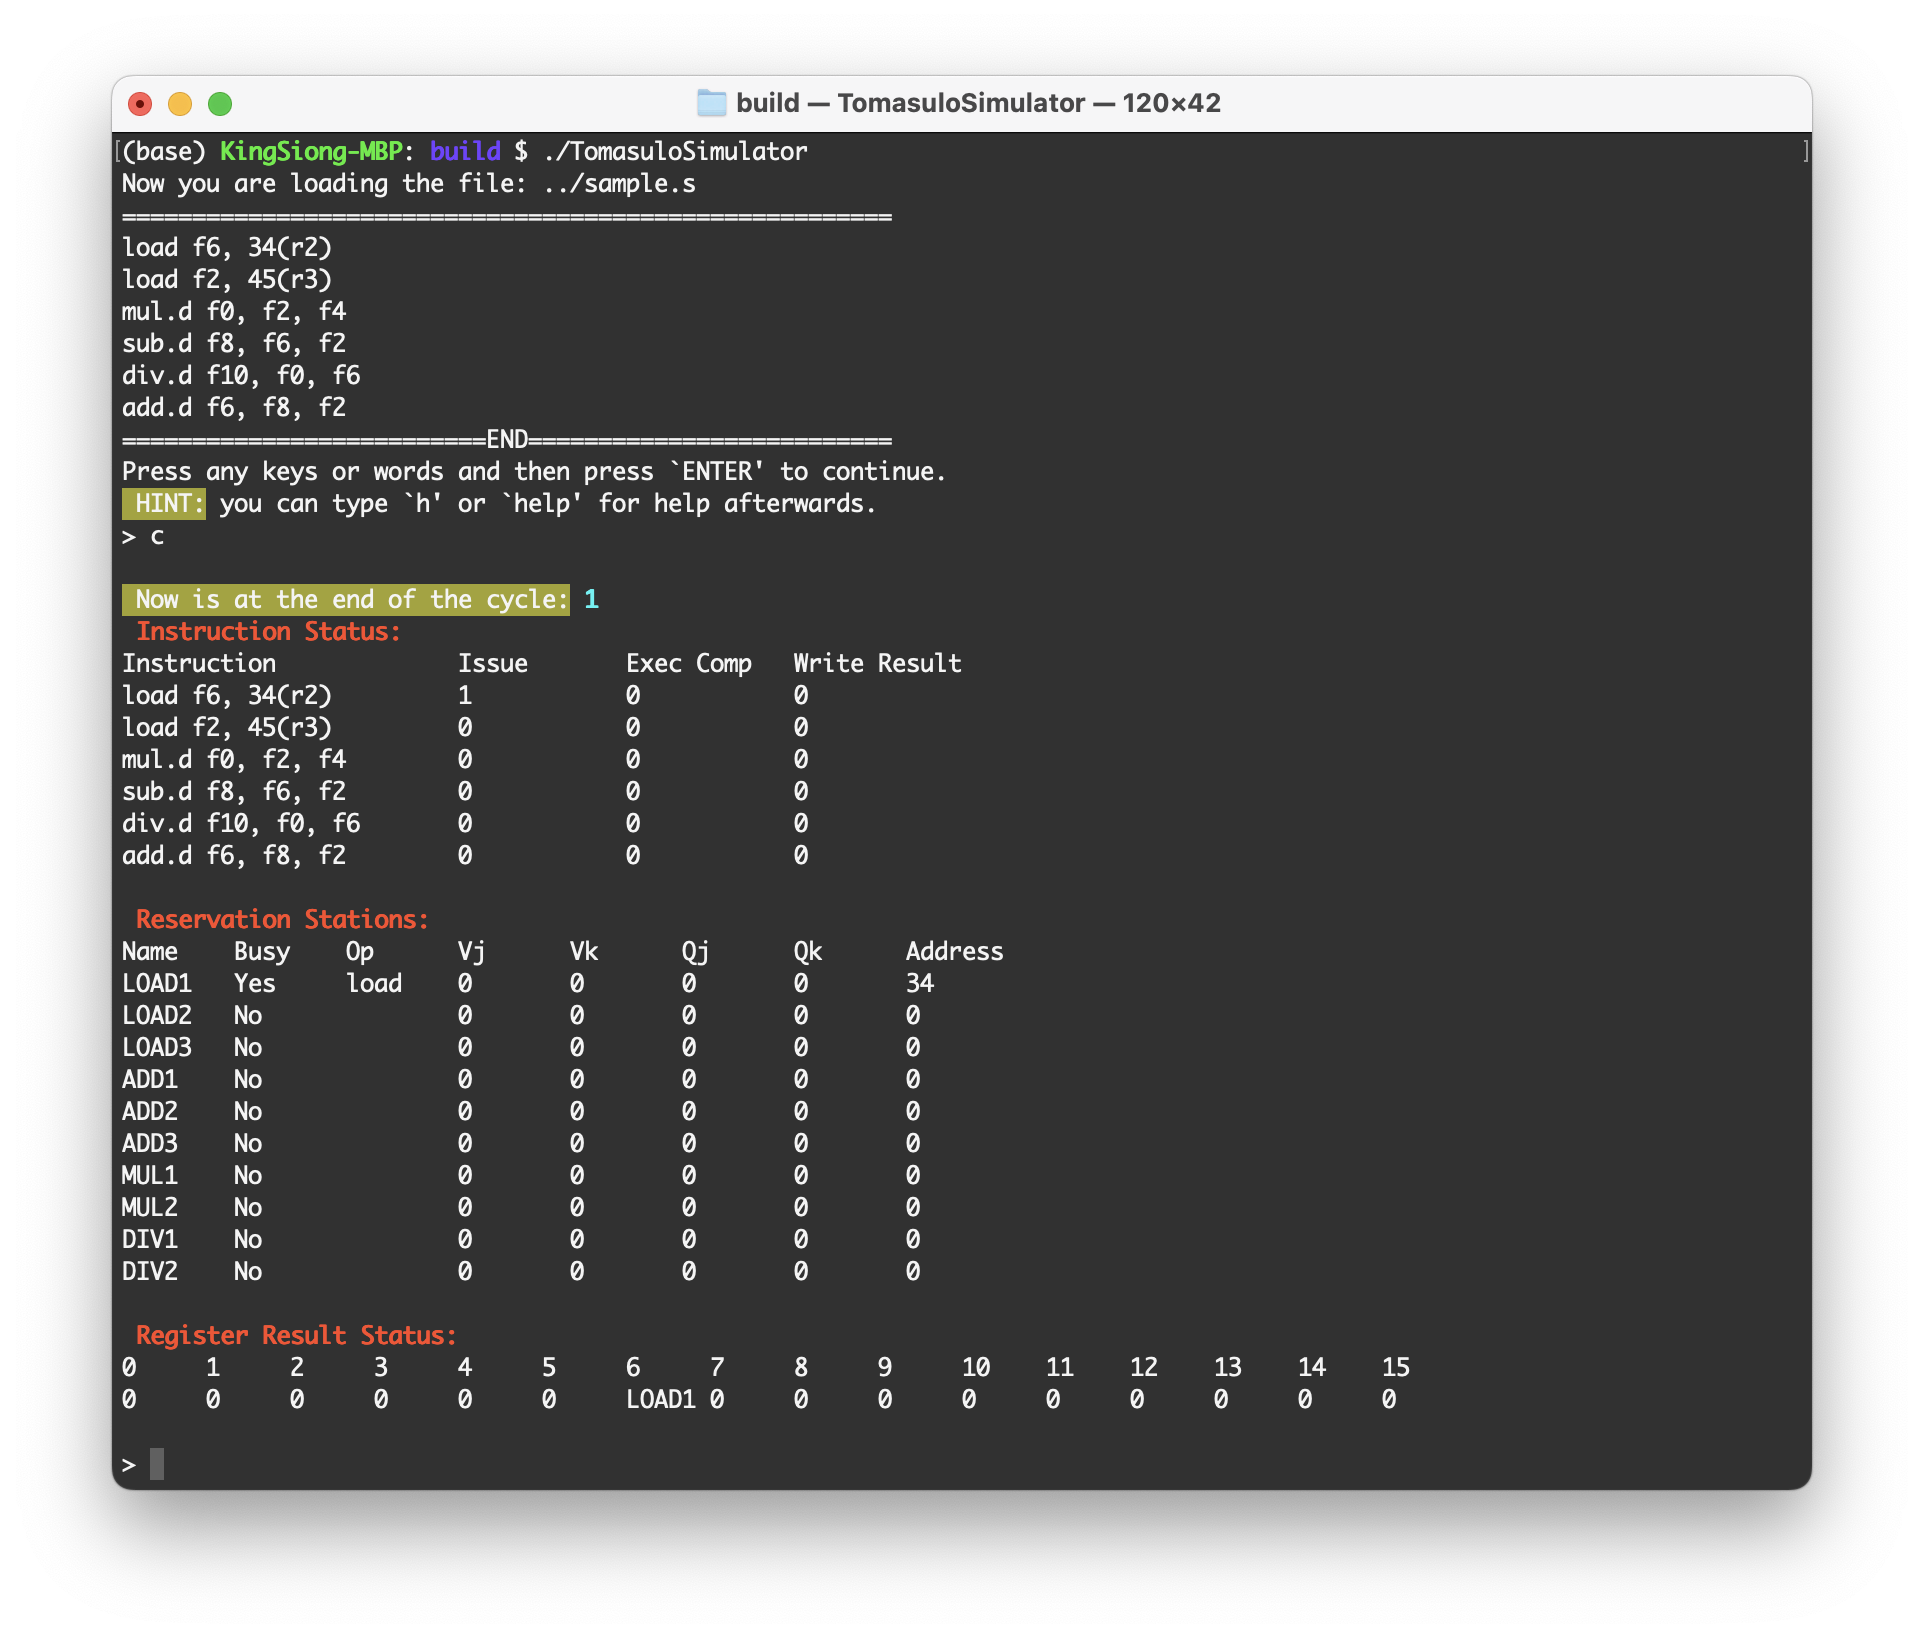 build — TomasuloSimulator — 120×42
[(base) KingSiong-MBP: build $ ./TomasuloSimulator ]
Now you are loading the file: ../sample.s
=======================================================
load f6, 34(r2)
load f2, 45(r3)
mul.d f0, f2, f4
sub.d f8, f6, f2
div.d f10, f0, f6
add.d f6, f8, f2
==========================END==========================
Press any keys or words and then press `ENTER' to continue.
HINT: you can type `h' or `help' for help afterwards.
> c
Now is at the end of the cycle: 1
Instruction Status:
Instruction Issue Exec Comp Write Result
load f6, 34(r2) 1 0 0
load f2, 45(r3) 0 0 0
mul.d f0, f2, f4 0 0 0
sub.d f8, f6, f2 0 0 0
div.d f10, f0, f6 0 0 0
add.d f6, f8, f2 0 0 0
Reservation Stations:
Name Busy Op Vj Vk Qj Qk Address
LOAD1 Yes load 0 0 0 0 34
LOAD2 No 0 0 0 0 0
LOAD3 No 0 0 0 0 0
ADD1 No 0 0 0 0 0
ADD2 No 0 0 0 0 0
ADD3 No 0 0 0 0 0
MUL1 No 0 0 0 0 0
MUL2 No 0 0 0 0 0
DIV1 No 0 0 0 0 0
DIV2 No 0 0 0 0 0
Register Result Status:
0 1 2 3 4 5 6 7 8 9 10 11 12 13 14 15
0 0 0 0 0 0 LOAD1 0 0 0 0 0 0 0 0 0
>